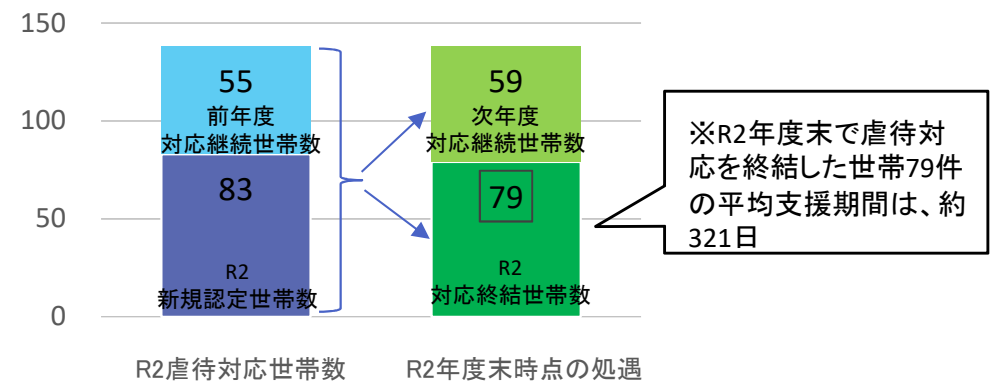 150
100
50
0
55
前年度
対応継続世帯数
83
R2
新規認定世帯数
59
次年度
対応継続世帯数
79
R2
対応終結世帯数
※R2年度末で虐待対
応を終結した世帯79件
の平均支援期間は、約
321日
R2虐待対応世帯数
R2年度末時点の処遇